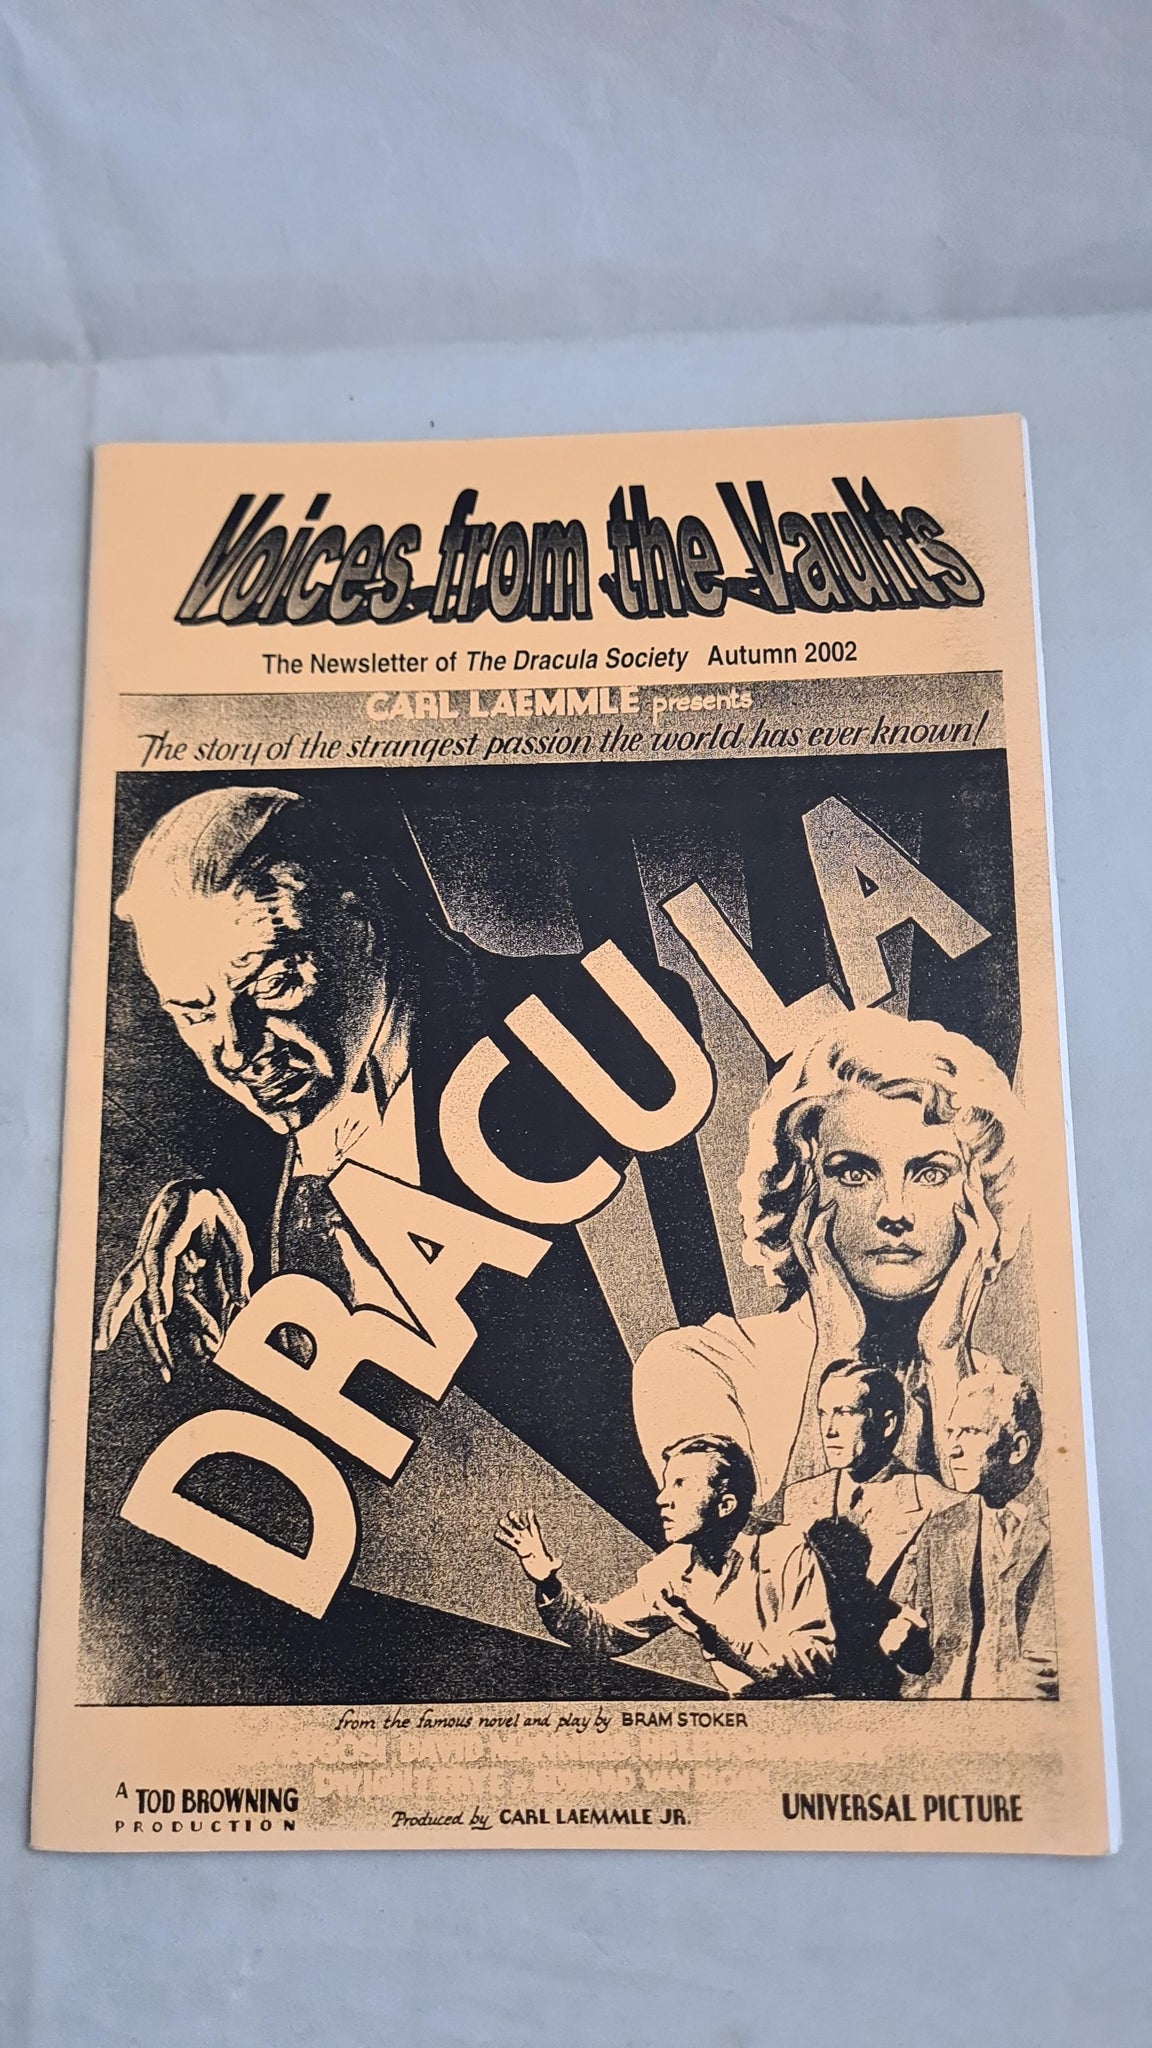 Voices from the Vaults
The Newsletter of The Dracula Society Autumn 2002
CARL LAEMMLE presents
The story of the strangest passion the world has ever known!
DRACULA
from the famous novel and play by BRAM STOKER
EDWARD VAN
A TOD BROWNING
PRODUCTION
Produced by CARL LAEMMLE JR.
UNIVERSAL PICTURE